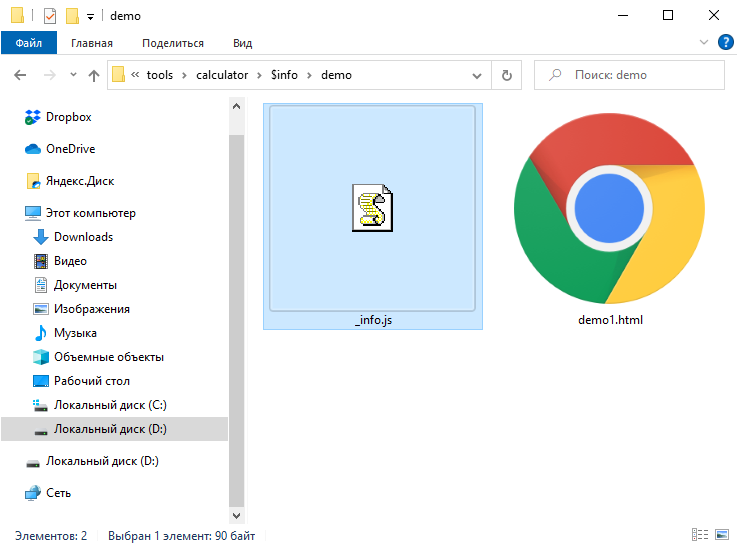 demo
Файл Главная Поделиться Вид
« tools › calculator › $info › demo
Поиск: demo
Dropbox
OneDrive
Яндекс.Диск
Этот компьютер
Downloads
Видео
Документы
Изображения
Музыка
Объемные объекты
Рабочий стол
Локальный диск (C:)
Локальный диск (D:)
Локальный диск (D:)
Сеть
_info.js
demo1.html
Элементов: 2 Выбран 1 элемент: 90 байт